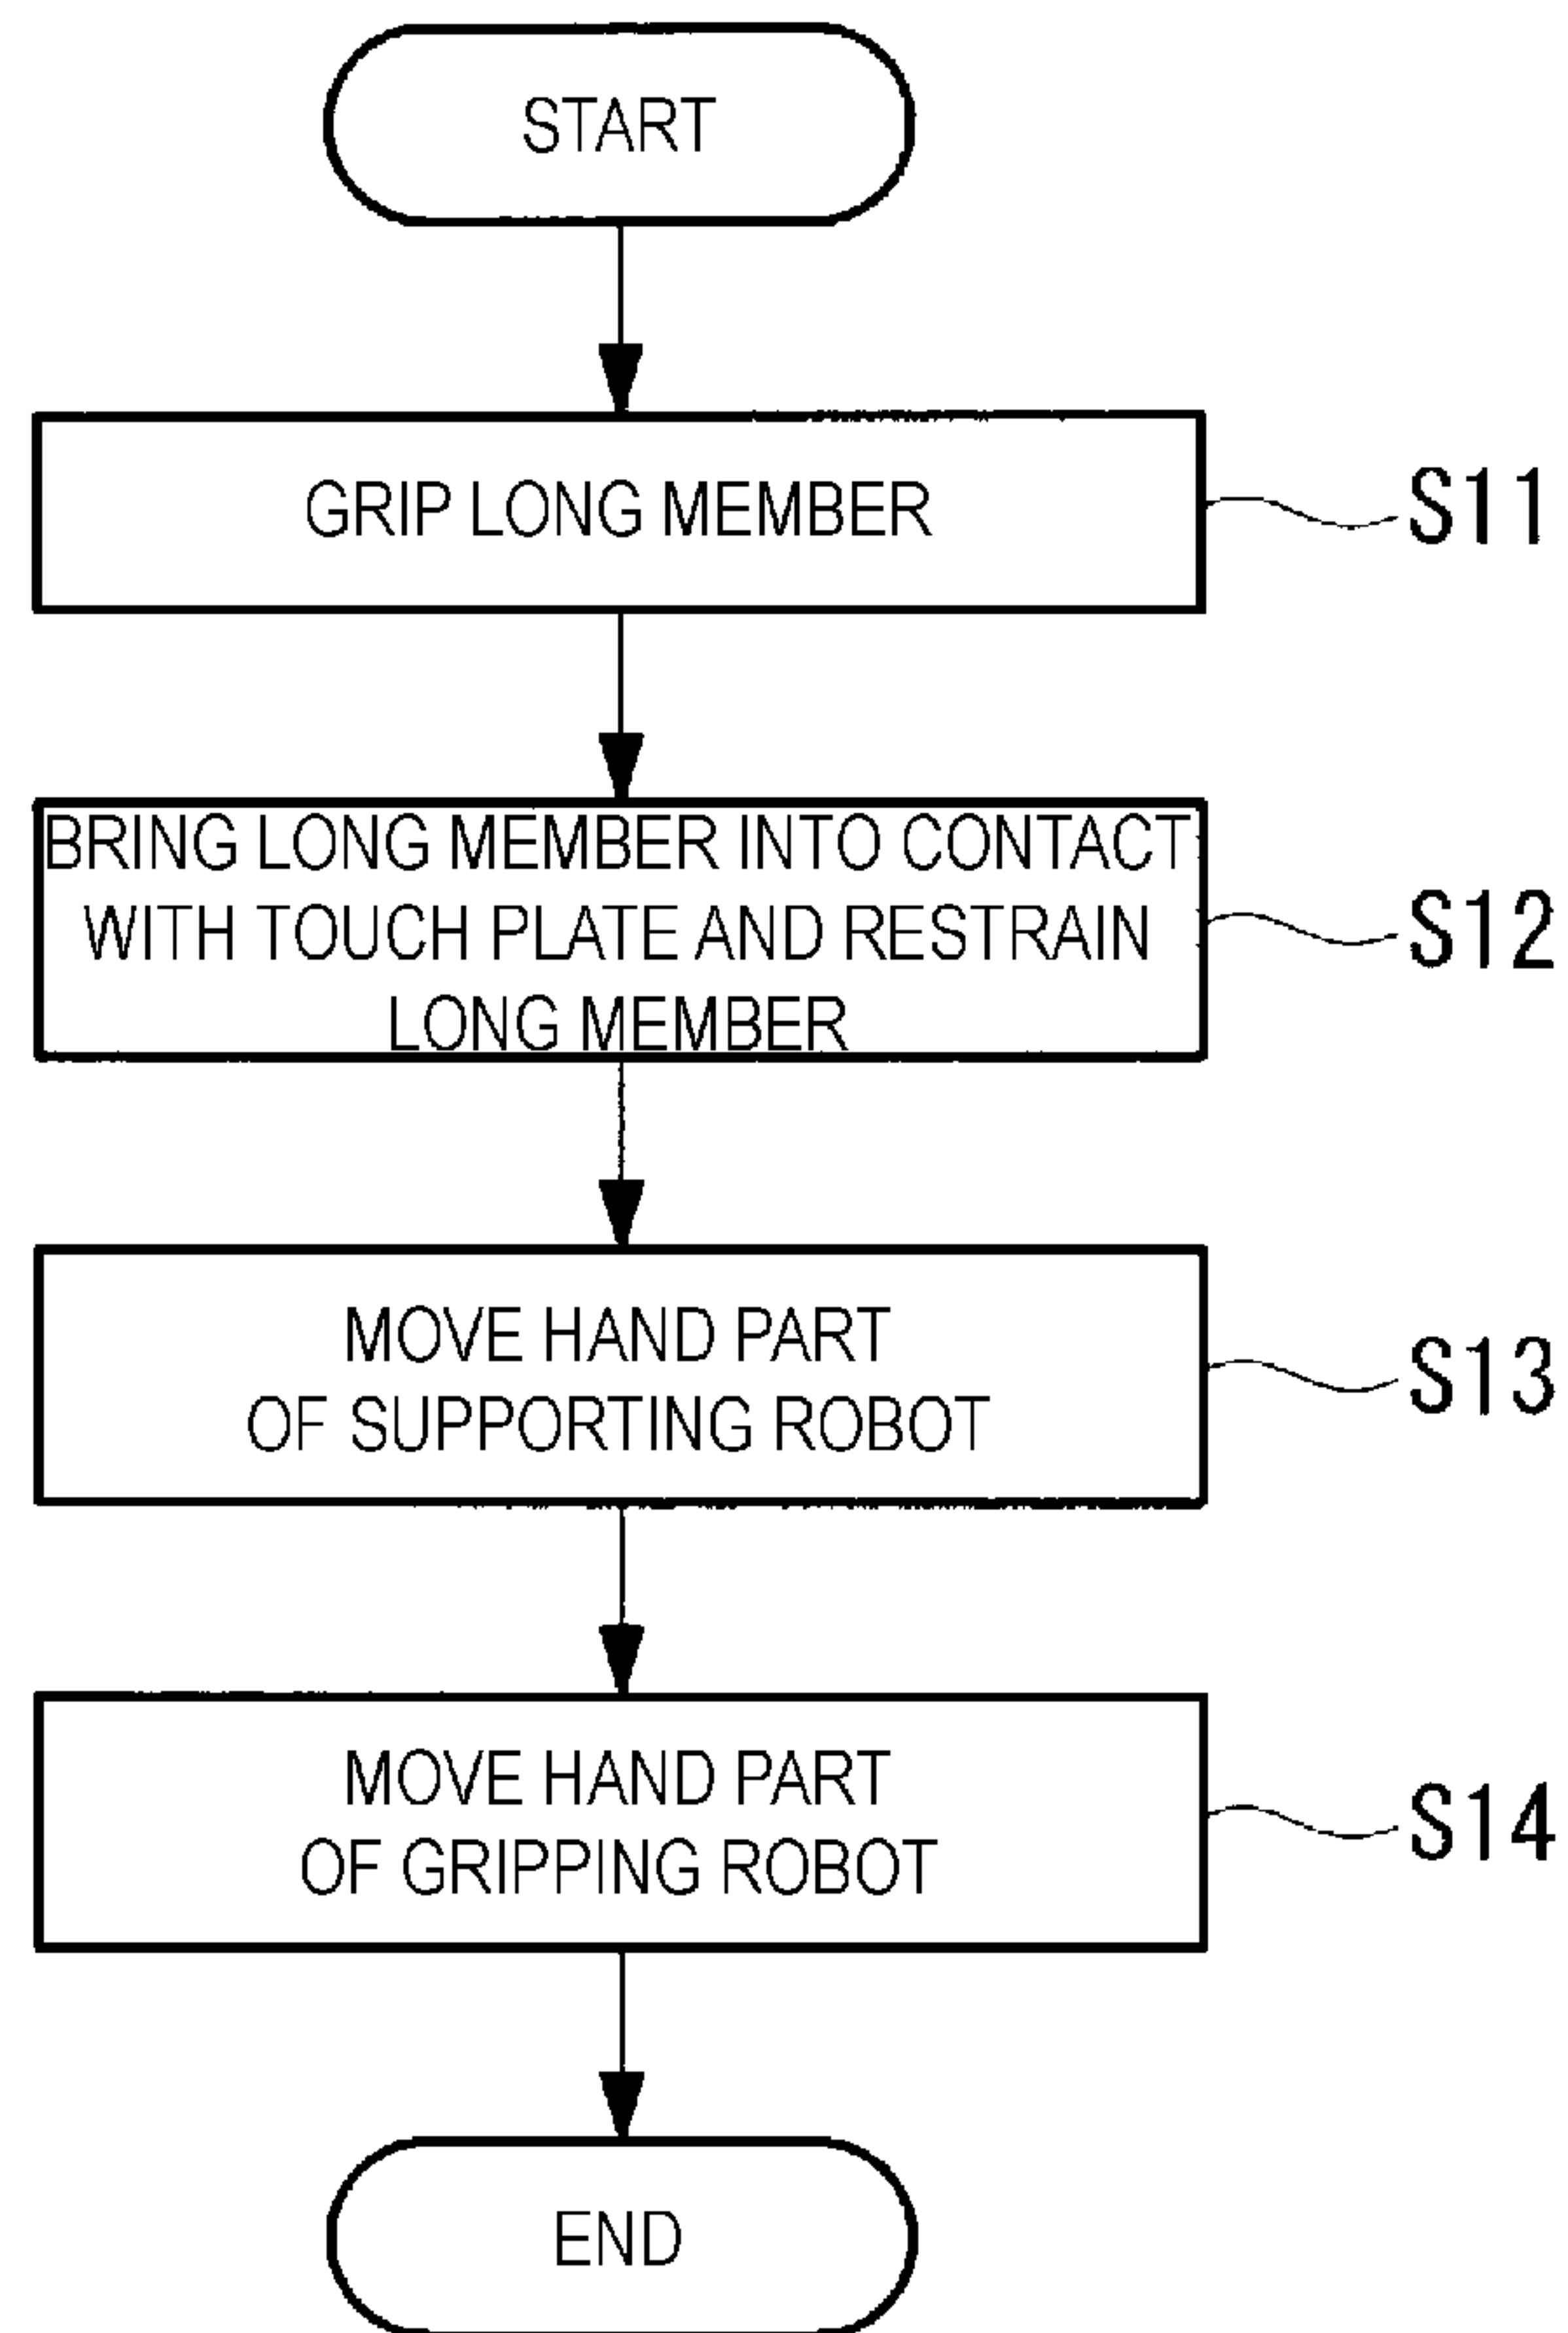 START
GRIP LONG MEMBER
S11
BRING LONG MEMBER INTO CONTACT
WITH TOUCH PLATE AND RESTRAIN
LONG MEMBER
S12
MOVE HAND PART
OF SUPPORTING ROBOT
S13
MOVE HAND PART
OF GRIPPING ROBOT
S14
END